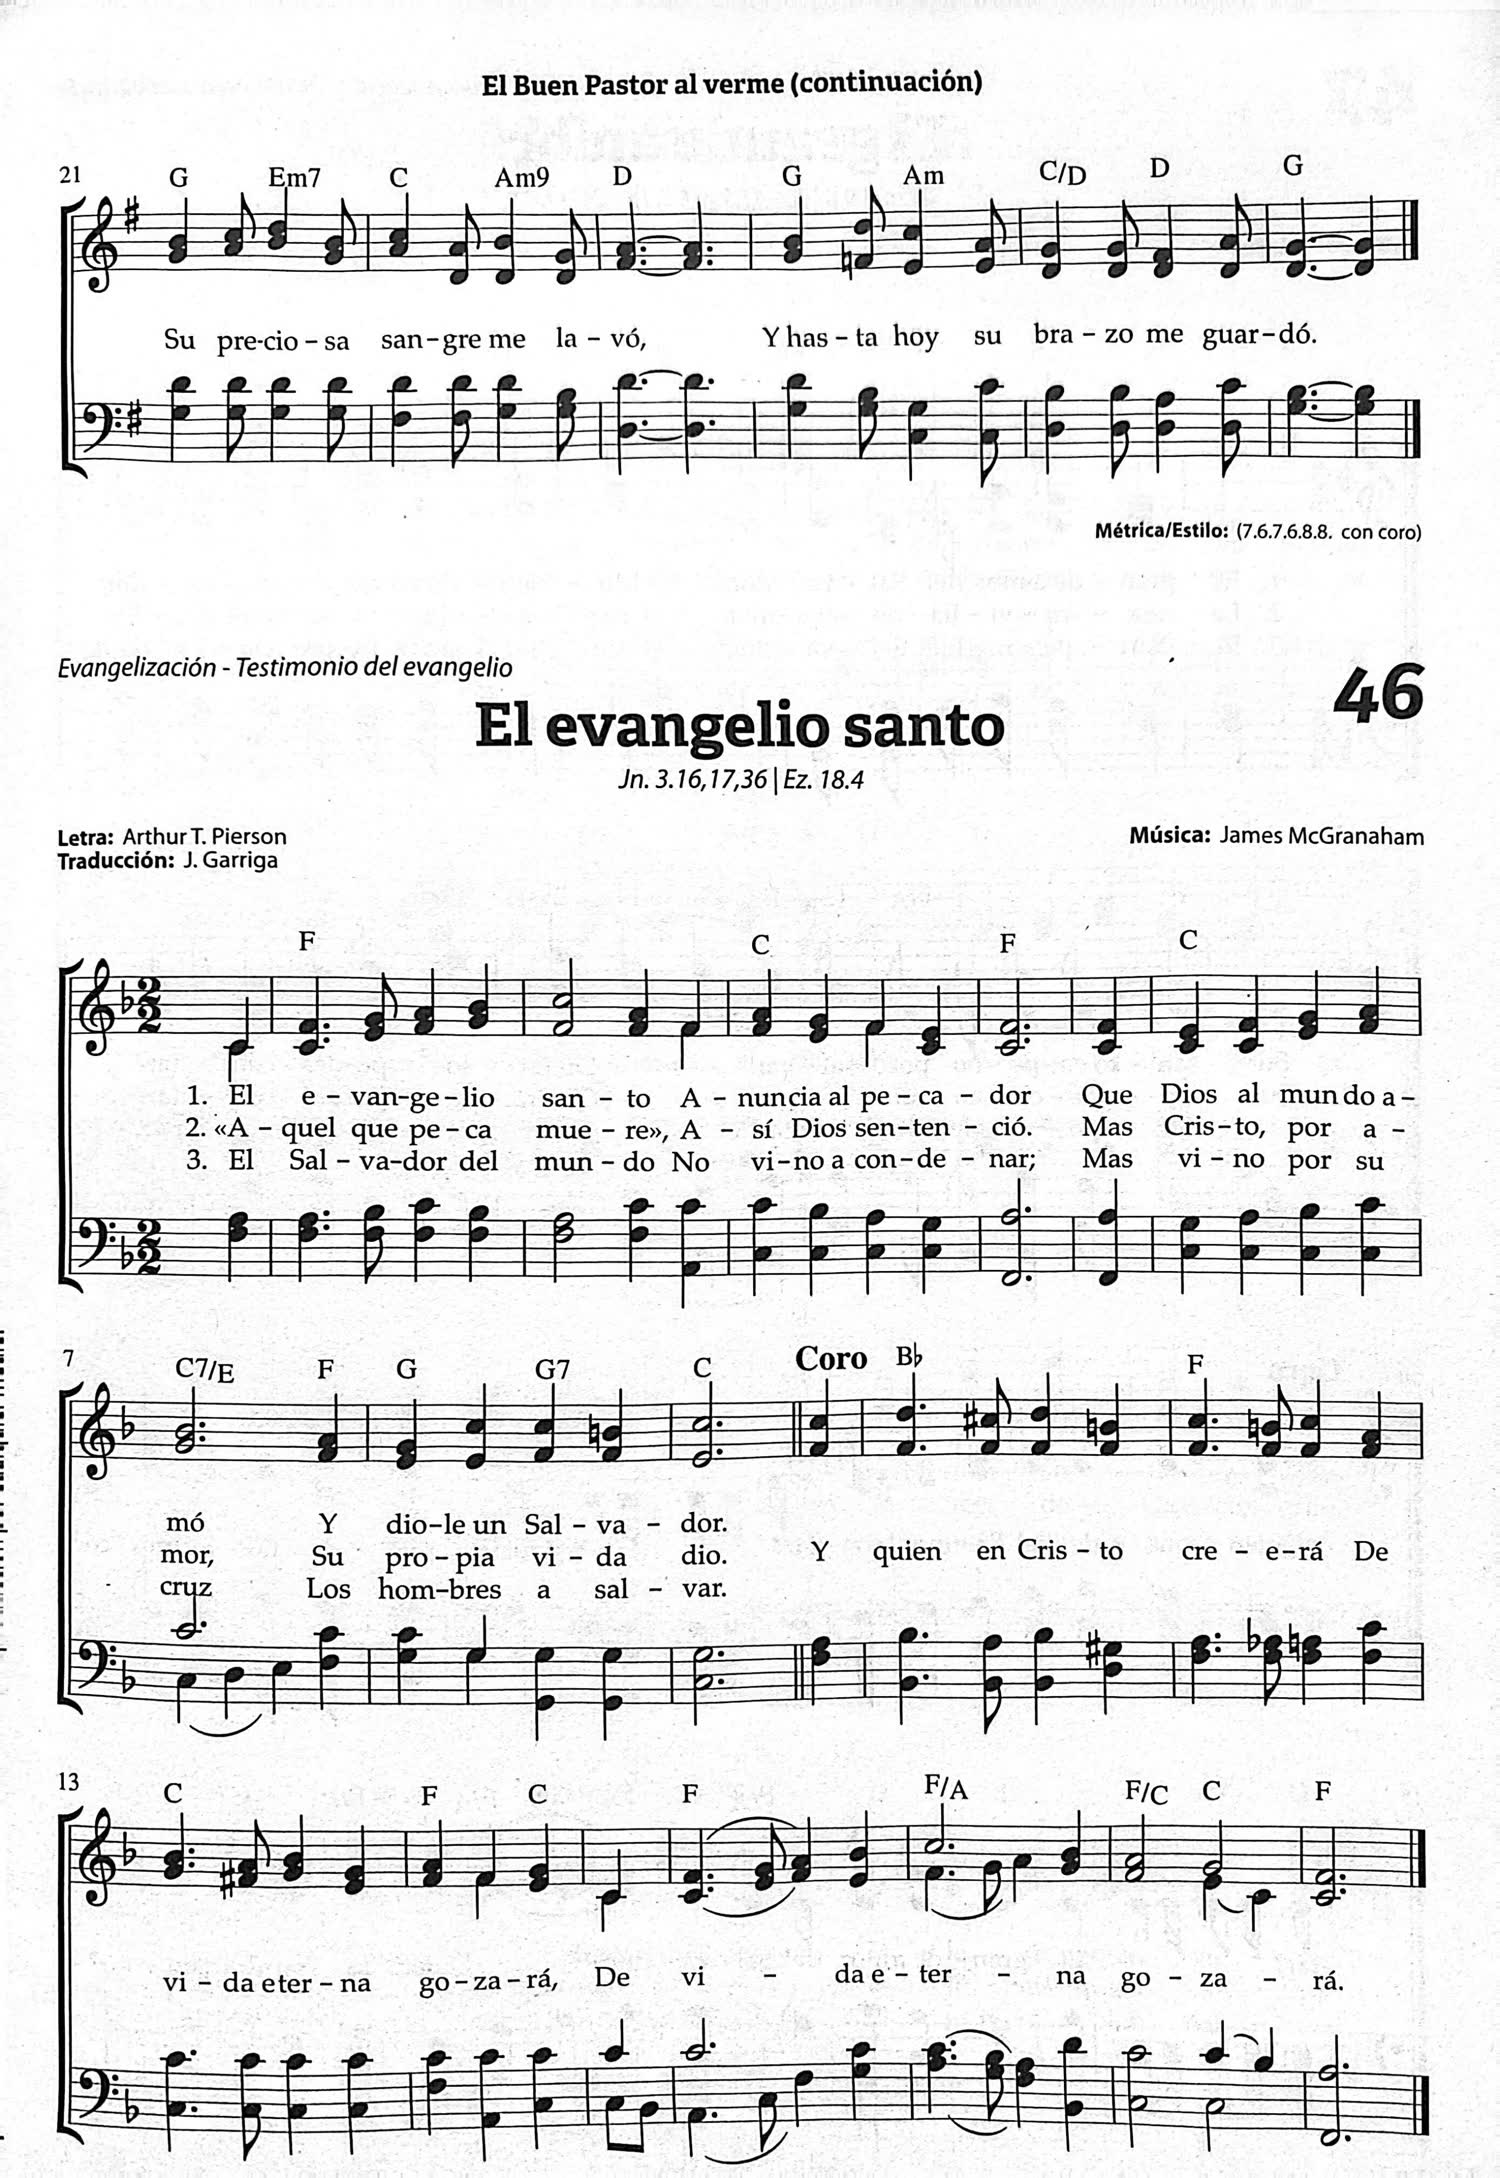 El Buen Pastor al verme (continuación)
21
G Em7 C Am9 D G Am C/D D G
Su pre-cio – sa san–gre me la – vó, Y has – ta hoy su bra – zo me guar–dó.
Métrica/Estilo: (7.6.7.6.8.8. con coro)
Evangelización - Testimonio del evangelio
46
El evangelio santo
Jn. 3.16,17,36 | Ez. 18.4
Letra: Arthur T. Pierson
Música: James McGranaham
Traducción: J. Garriga
F C F C
1. El e – van–ge–lio san – to A – nuncia al pe – ca – dor Que Dios al mundo a–
2. «A – quel que pe – ca mue – re», A – sí Dios sen–ten – ció. Mas Cris–to, por a –
3. El Sal – va–dor del mun – do No vi–no a con–de – nar; Mas vi – no por su
7
C7/E F G G7 C Coro B♭ F
mó Y dio–le un Sal – va – dor.
mor, Su pro – pia vi – da dio. Y quien en Cris – to cre – e–rá De
cruz Los hom–bres a sal – var.
13
C F C F F/A F/C C F
vi – da eter – na go – za – rá, De vi – da e – ter – na go – za – rá.